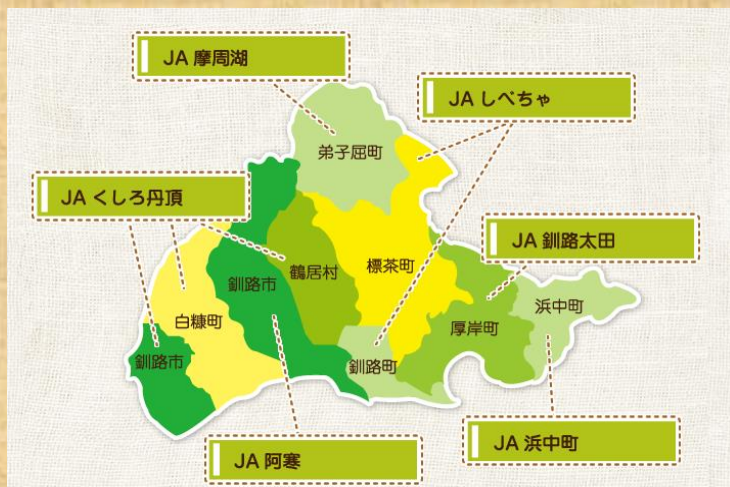 JA 摩周湖
JA しべちゃ
弟子屈町
JA くしろ丹頂
JA 釧路太田
標茶町
鶴居村
釧路市
浜中町
白糠町
厚岸町
釧路市
釧路町
JA 浜中町
JA 阿寒